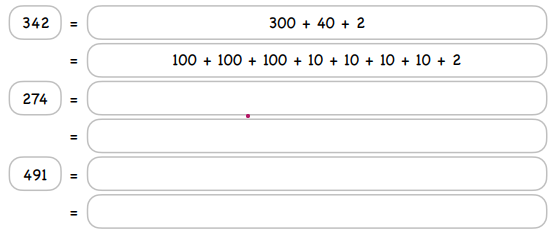 342 = 300 + 40 + 2
= 100 + 100 + 100 + 10 + 10 + 10 + 10 + 2
274 =
=
491 =
=